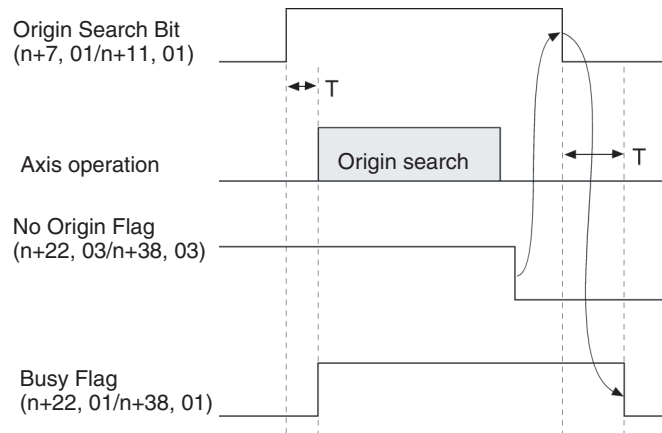 Origin Search Bit
(n+7, 01/n+11, 01)
T
Axis operation
Origin search
T
No Origin Flag
(n+22, 03/n+38, 03)
Busy Flag
(n+22, 01/n+38, 01)